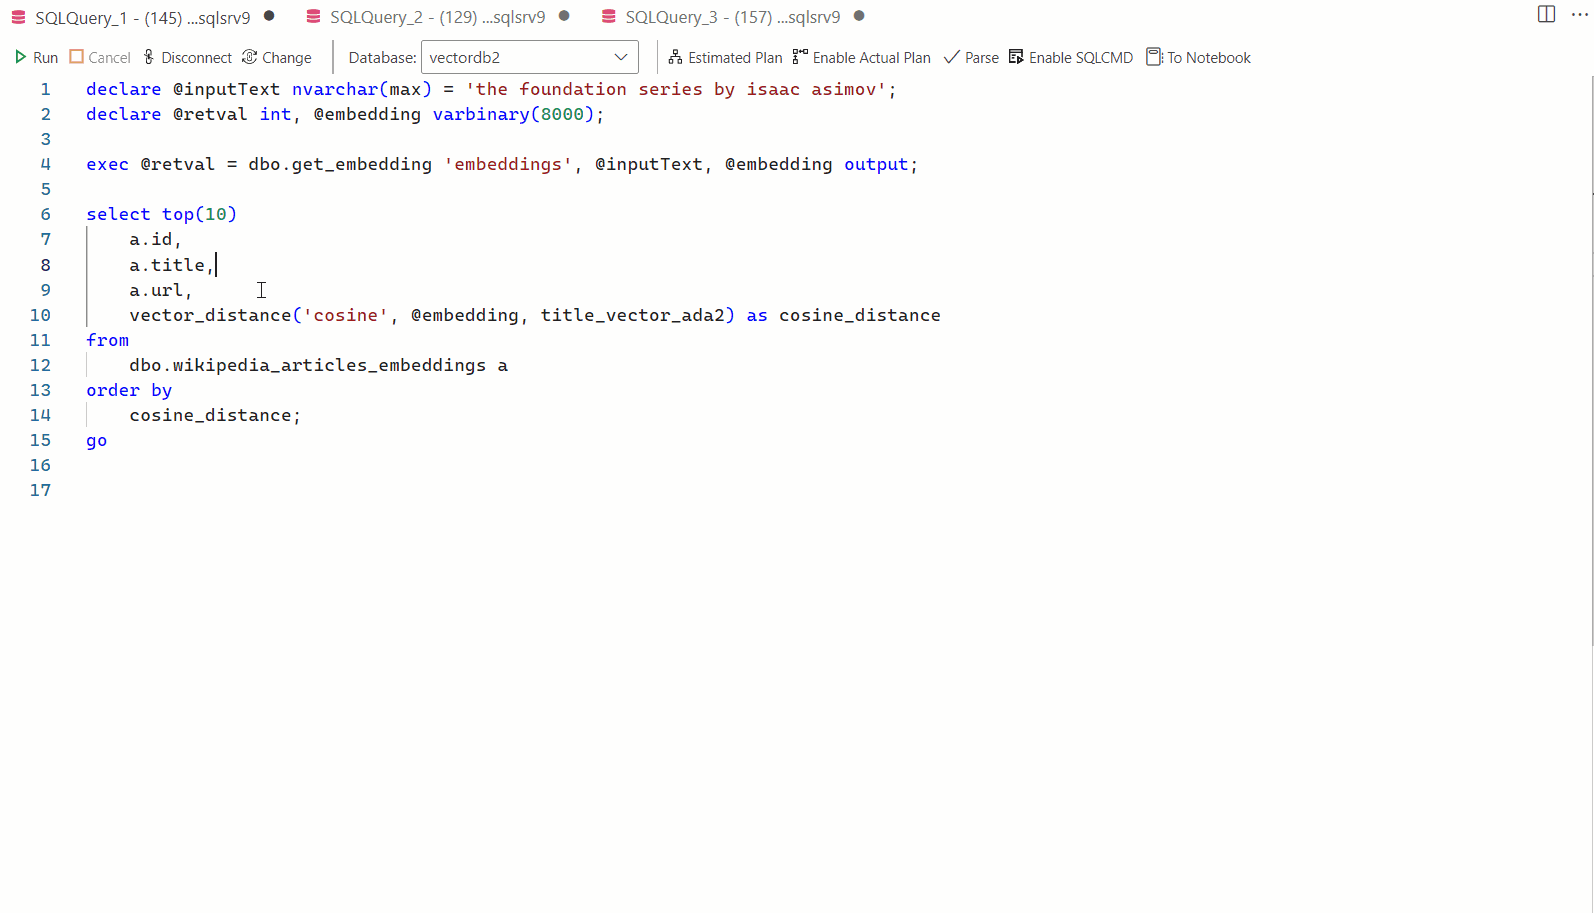 SQLQuery_1 - (145) ...sqlsrv9 SQLQuery_2 - (129) ...sqlsrv9 SQLQuery_3 - (157) ...sqlsrv9
Run Cancel Disconnect Change Database: vectordb2 Estimated Plan Enable Actual Plan Parse Enable SQLCMD To Notebook
1 declare @inputText nvarchar(max) = 'the foundation series by isaac asimov';
2 declare @retval int, @embedding varbinary(8000);
3
4 exec @retval = dbo.get_embedding 'embeddings', @inputText, @embedding output;
5
6 select top(10)
7     a.id,
8     a.title,
9     a.url,
10     vector_distance('cosine', @embedding, title_vector_ada2) as cosine_distance
11 from
12     dbo.wikipedia_articles_embeddings a
13 order by
14     cosine_distance;
15 go
16
17